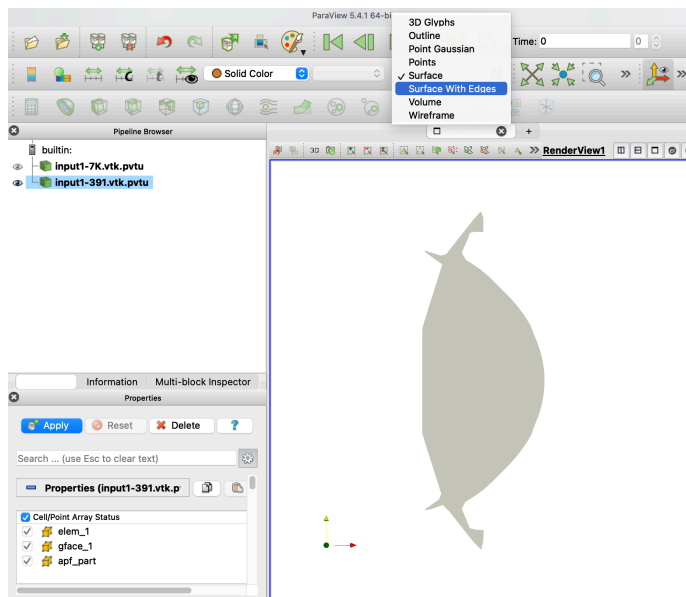 ParaView 5.4.1 64-bi
3D Glyphs
Outline
Point Gaussian
Points
✓ Surface
Surface With Edges
Volume
Wireframe
Time: 0
0
Solid Color
Pipeline Browser
+
builtin:
3D
RenderView1
input1-7K.vtk.pvtu
input1-391.vtk.pvtu
Information
Multi-block Inspector
Properties
Apply
Reset
Delete
?
Search ... (use Esc to clear text)
Properties (input1-391.vtk.p
Cell/Point Array Status
elem_1
gface_1
apf_part